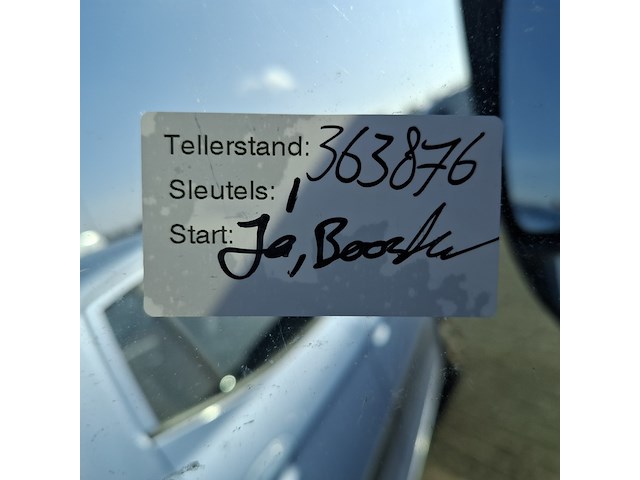 Tellerstand: 363876
Sleutels: 1
Start: Ja, Booster